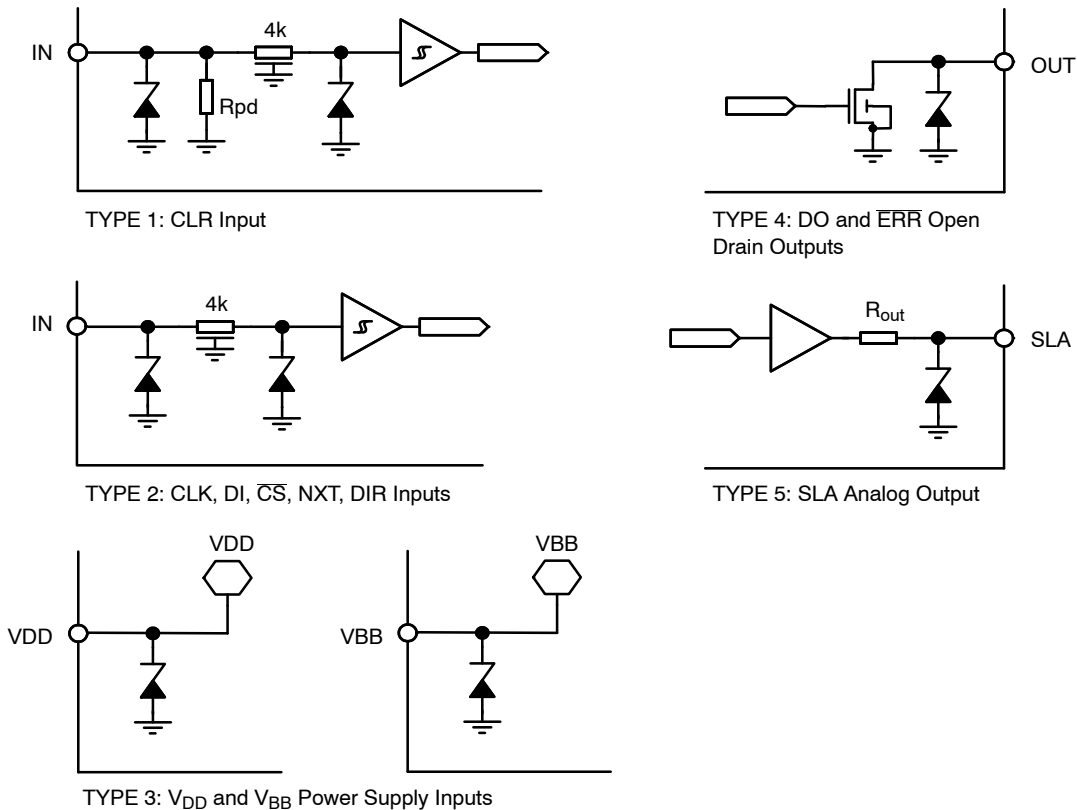 IN
4k
Rpd
TYPE 1: CLR Input
OUT
TYPE 4: DO and E̅R̅R̅ Open
Drain Outputs
IN
4k
TYPE 2: CLK, DI, C̅S̅, NXT, DIR Inputs
Rout
SLA
TYPE 5: SLA Analog Output
VDD
VDD
VBB
VBB
TYPE 3: VDD and VBB Power Supply Inputs